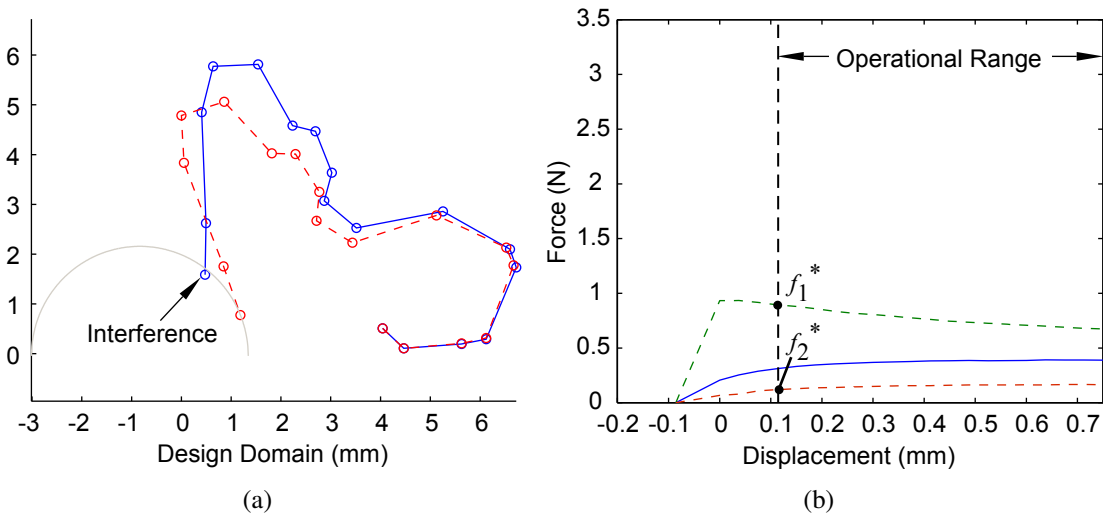 6
5
4
3
2
1
0
Interference
-3 -2 -1 0 1 2 3 4 5 6
Design Domain (mm)
(a)
3.5
3
2.5
2
1.5
1
0.5
0
Force (N)
Operational Range
f1*
f2*
-0.2 -0.1 0 0.1 0.2 0.3 0.4 0.5 0.6 0.7
Displacement (mm)
(b)